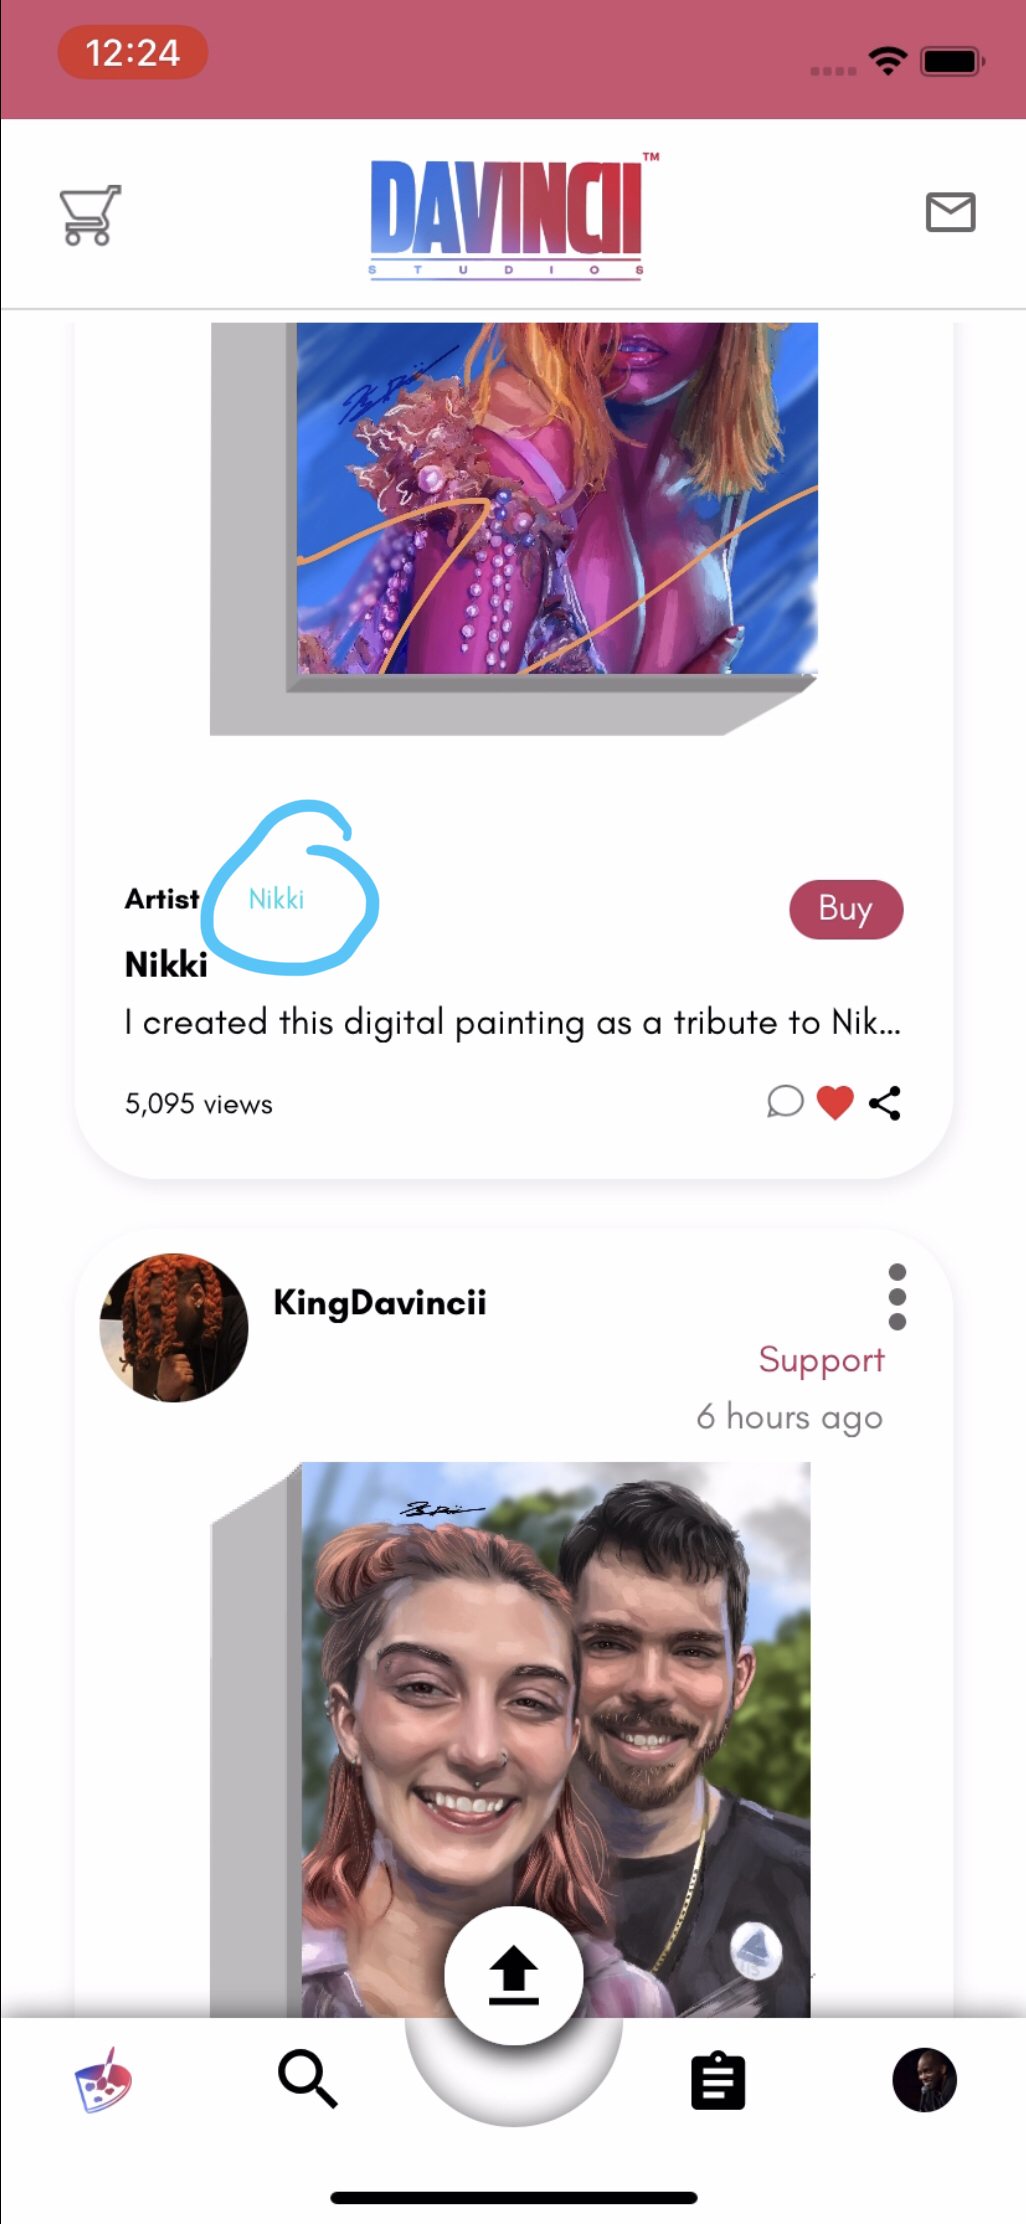 12:24
DAVINCII™
STUDIOS
Artist Nikki
Buy
Nikki
I created this digital painting as a tribute to Nik...
5,095 views
KingDavincii
Support
6 hours ago